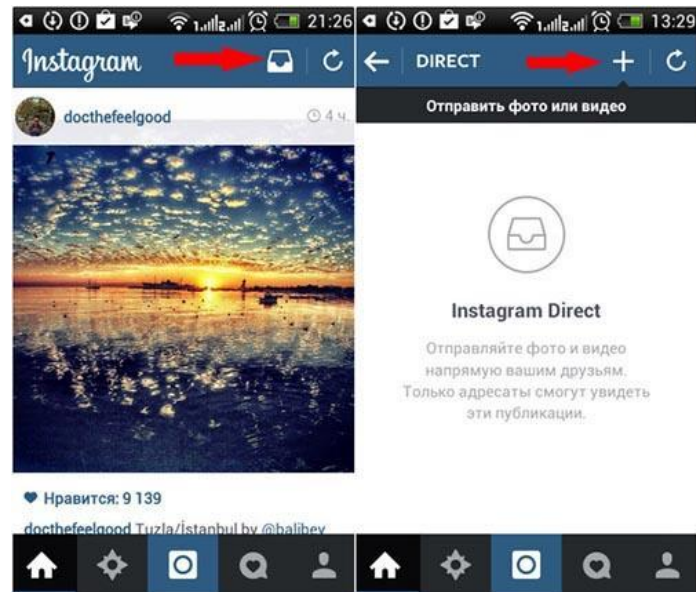 21:26
Instagram
docthefeelgood
4 ч.
Нравится: 9 139
docthefeelgood Tuzla/İstanbul by @balibey
13:29
DIRECT
Отправить фото или видео
Instagram Direct
Отправляйте фото и видео
напрямую вашим друзьям.
Только адресаты смогут увидеть
эти публикации.